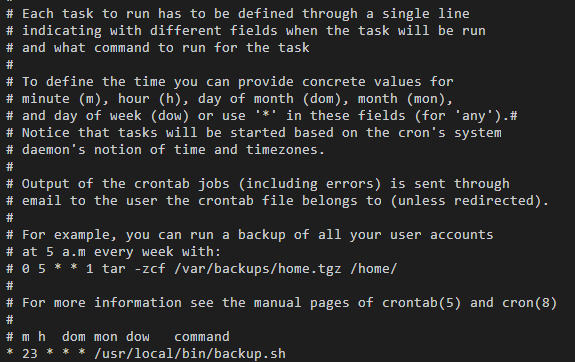 #
# Each task to run has to be defined through a single line
# indicating with different fields when the task will be run
# and what command to run for the task
#
# To define the time you can provide concrete values for
# minute (m), hour (h), day of month (dom), month (mon),
# and day of week (dow) or use '*' in these fields (for 'any').#
# Notice that tasks will be started based on the cron's system
# daemon's notion of time and timezones.
#
# Output of the crontab jobs (including errors) is sent through
# email to the user the crontab file belongs to (unless redirected).
#
# For example, you can run a backup of all your user accounts
# at 5 a.m every week with:
# 0 5 * * 1 tar -zcf /var/backups/home.tgz /home/
#
# For more information see the manual pages of crontab(5) and cron(8)
#
# m h  dom mon dow   command
* 23 * * * /usr/local/bin/backup.sh